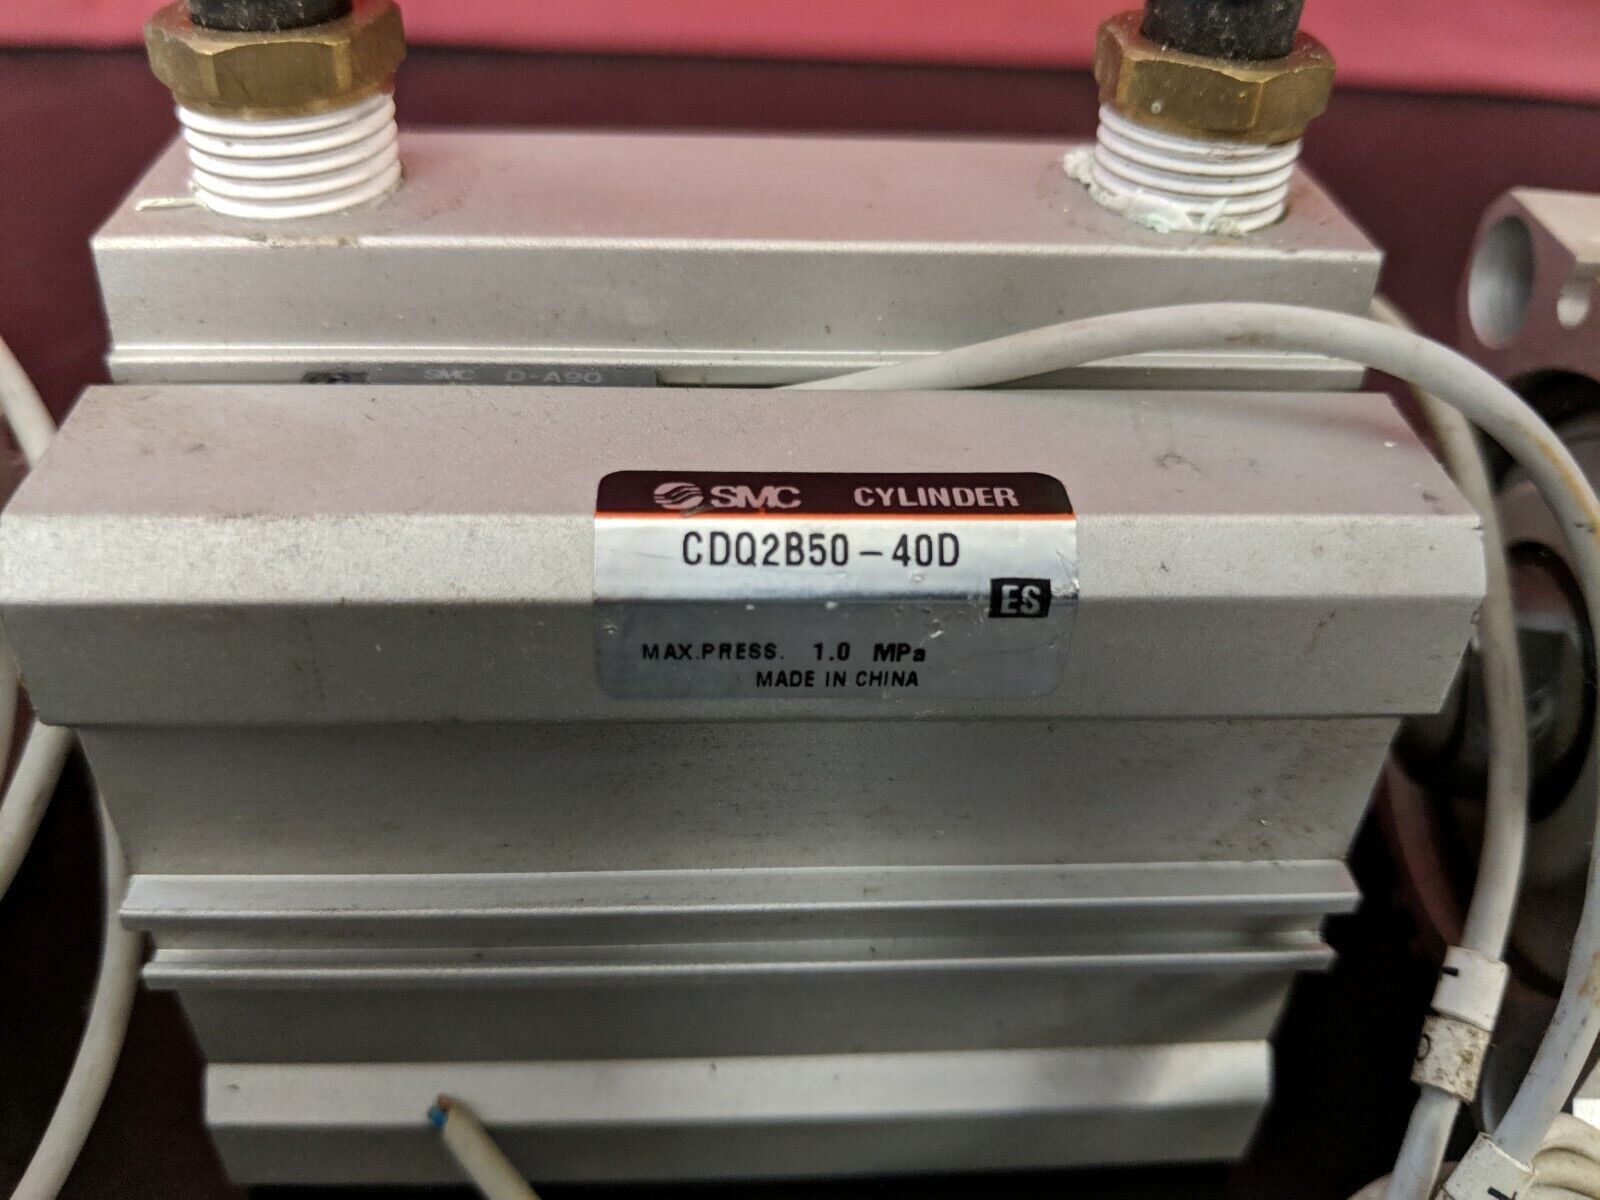 SMC D-A90
SMC CYLINDER
CDQ2B50-40D
ES
MAX.PRESS. 1.0 MPa
MADE IN CHINA